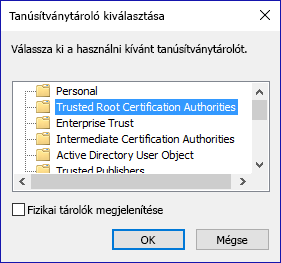 Tanúsítványtároló kiválasztása
Válassza ki a használni kívánt tanúsítványtárolót.
Personal
Trusted Root Certification Authorities
Enterprise Trust
Intermediate Certification Authorities
Active Directory User Object
Trusted Publishers
Fizikai tárolók megjelenítése
OK
Mégse